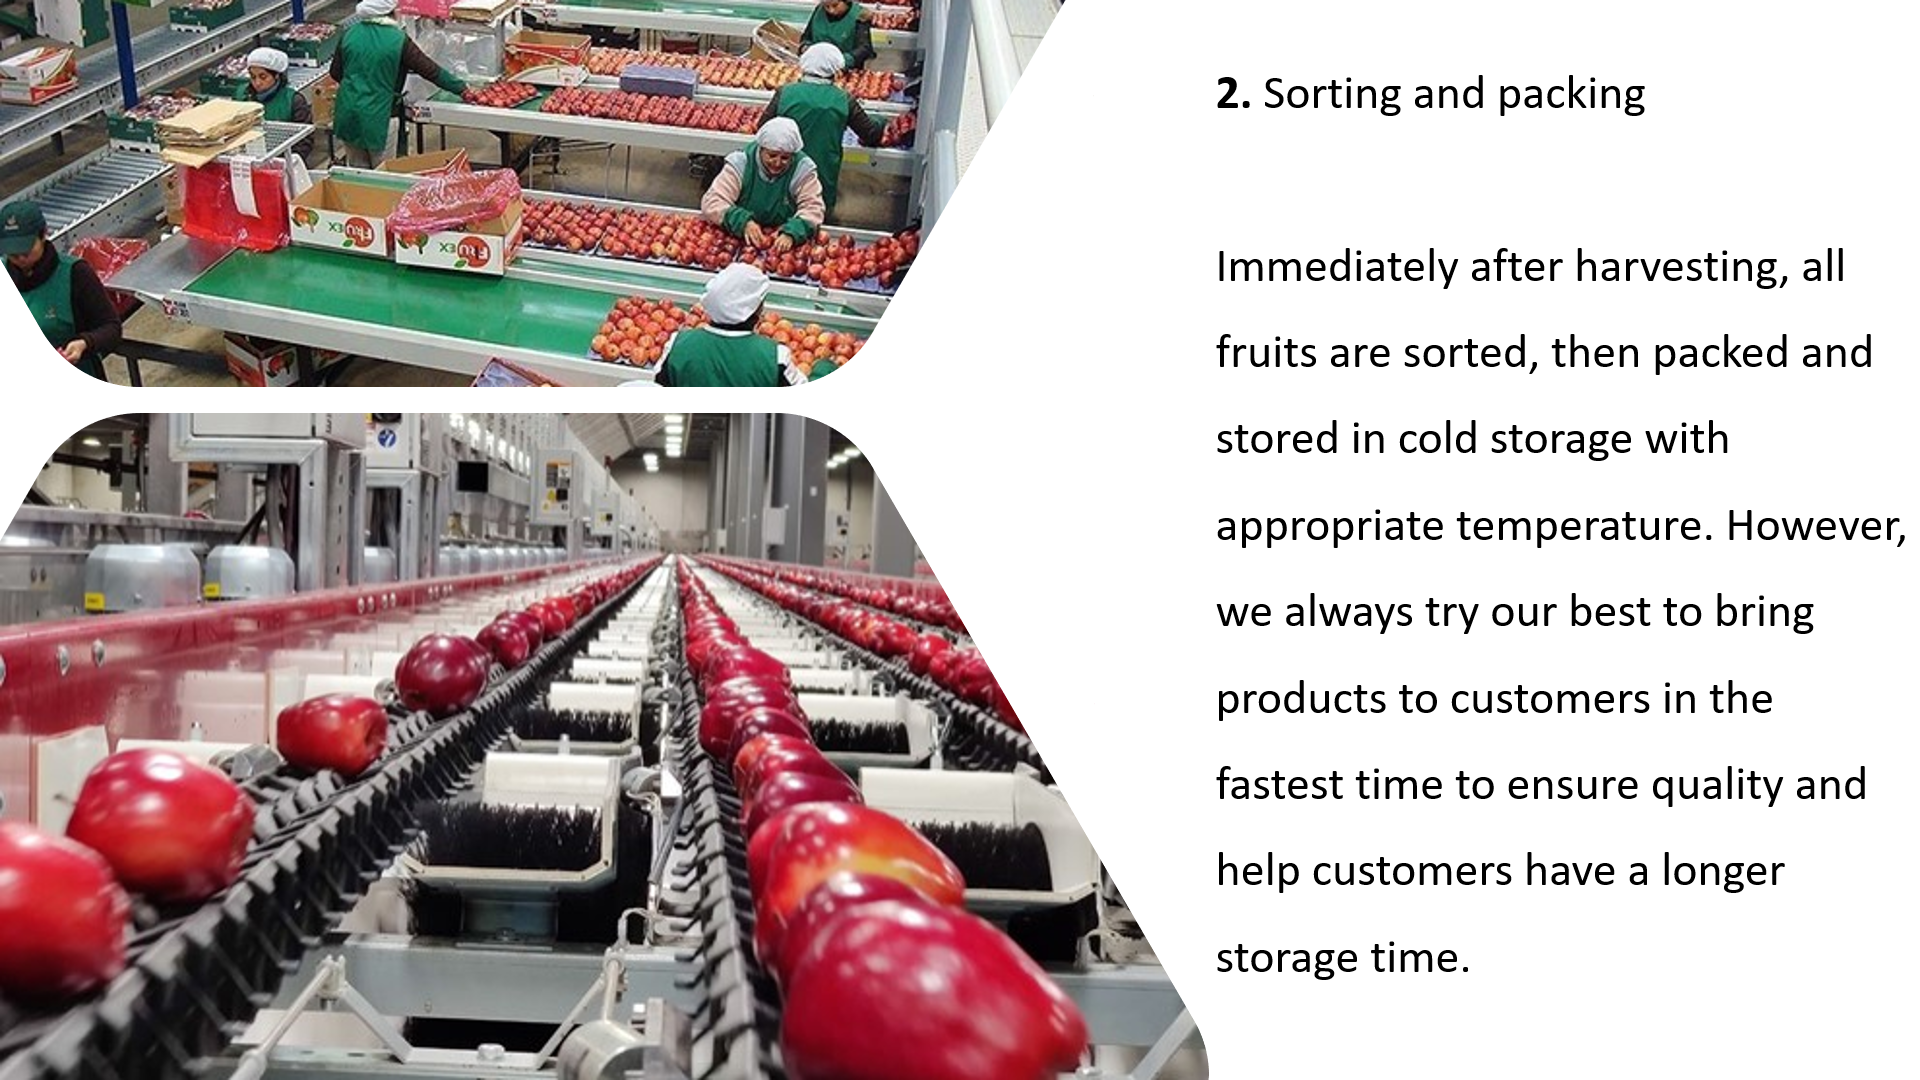 2. Sorting and packing
Immediately after harvesting, all
fruits are sorted, then packed and
stored in cold storage with
appropriate temperature. However,
we always try our best to bring
products to customers in the
fastest time to ensure quality and
help customers have a longer
storage time.
FRUEX
FRUEX